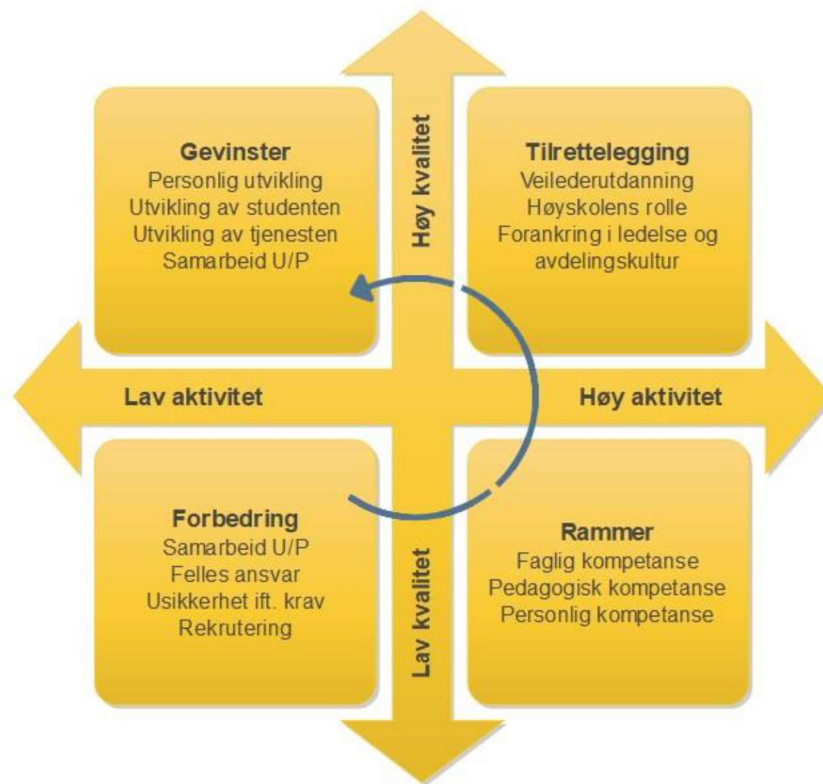 Høy kvalitet
Gevinster
Personlig utvikling
Utvikling av studenten
Utvikling av tjenesten
Samarbeid U/P
Tilrettelegging
Veilederutdanning
Høyskolens rolle
Forankring i ledelse og
avdelingskultur
Lav aktivitet
Høy aktivitet
Forbedring
Samarbeid U/P
Felles ansvar
Usikkerhet ift. krav
Rekrutering
Rammer
Faglig kompetanse
Pedagogisk kompetanse
Personlig kompetanse
Lav kvalitet